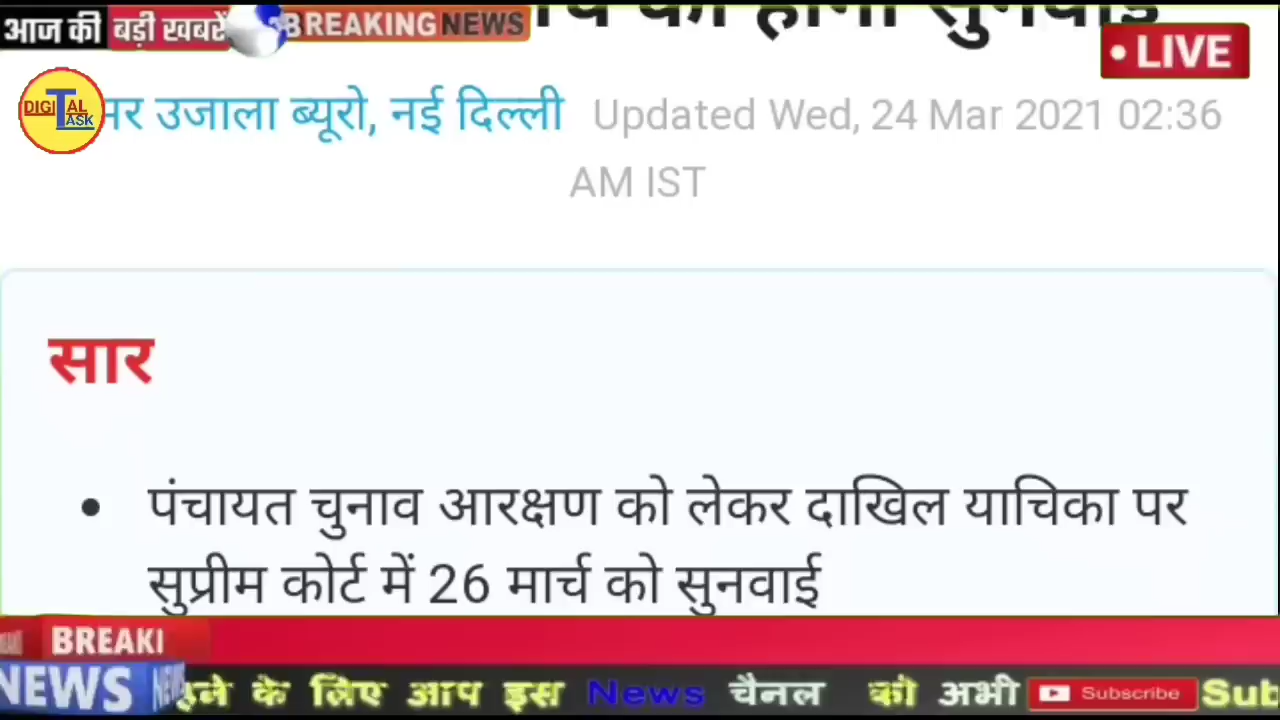 आज की बड़ी खबरें BREAKING NEWS
को होगी सुनवाई
LIVE
DIGITAL TASK
उजाला ब्यूरो, नई दिल्ली Updated Wed, 24 Mar 2021 02:36
AM IST
सार
• पंचायत चुनाव आरक्षण को लेकर दाखिल याचिका पर
सुप्रीम कोर्ट में 26 मार्च को सुनवाई
BREAKI
NEWS
के लिए आप इस News चैनल को अभी Subscribe Sub